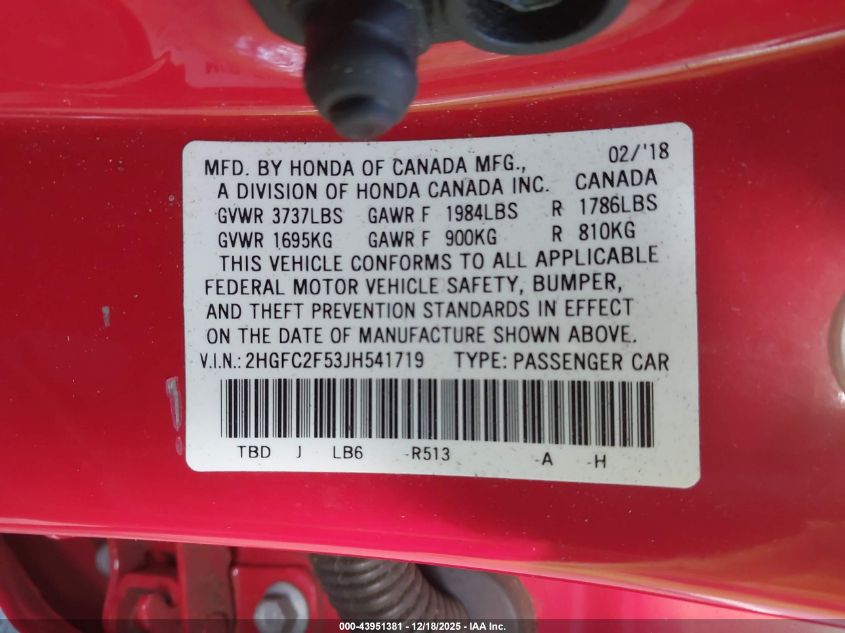 MFD. BY HONDA OF CANADA MFG., 02/'18
A DIVISION OF HONDA CANADA INC. CANADA
GVWR 3737LBS GAWR F 1984LBS R 1786LBS
GVWR 1695KG GAWR F 900KG R 810KG
THIS VEHICLE CONFORMS TO ALL APPLICABLE
FEDERAL MOTOR VEHICLE SAFETY, BUMPER,
AND THEFT PREVENTION STANDARDS IN EFFECT
ON THE DATE OF MANUFACTURE SHOWN ABOVE.
V.I.N.: 2HGFC2F53JH541719 TYPE: PASSENGER CAR
TBD J LB6 -R513 -A -H
000-43951381 - 12/18/2025 - IAA Inc.